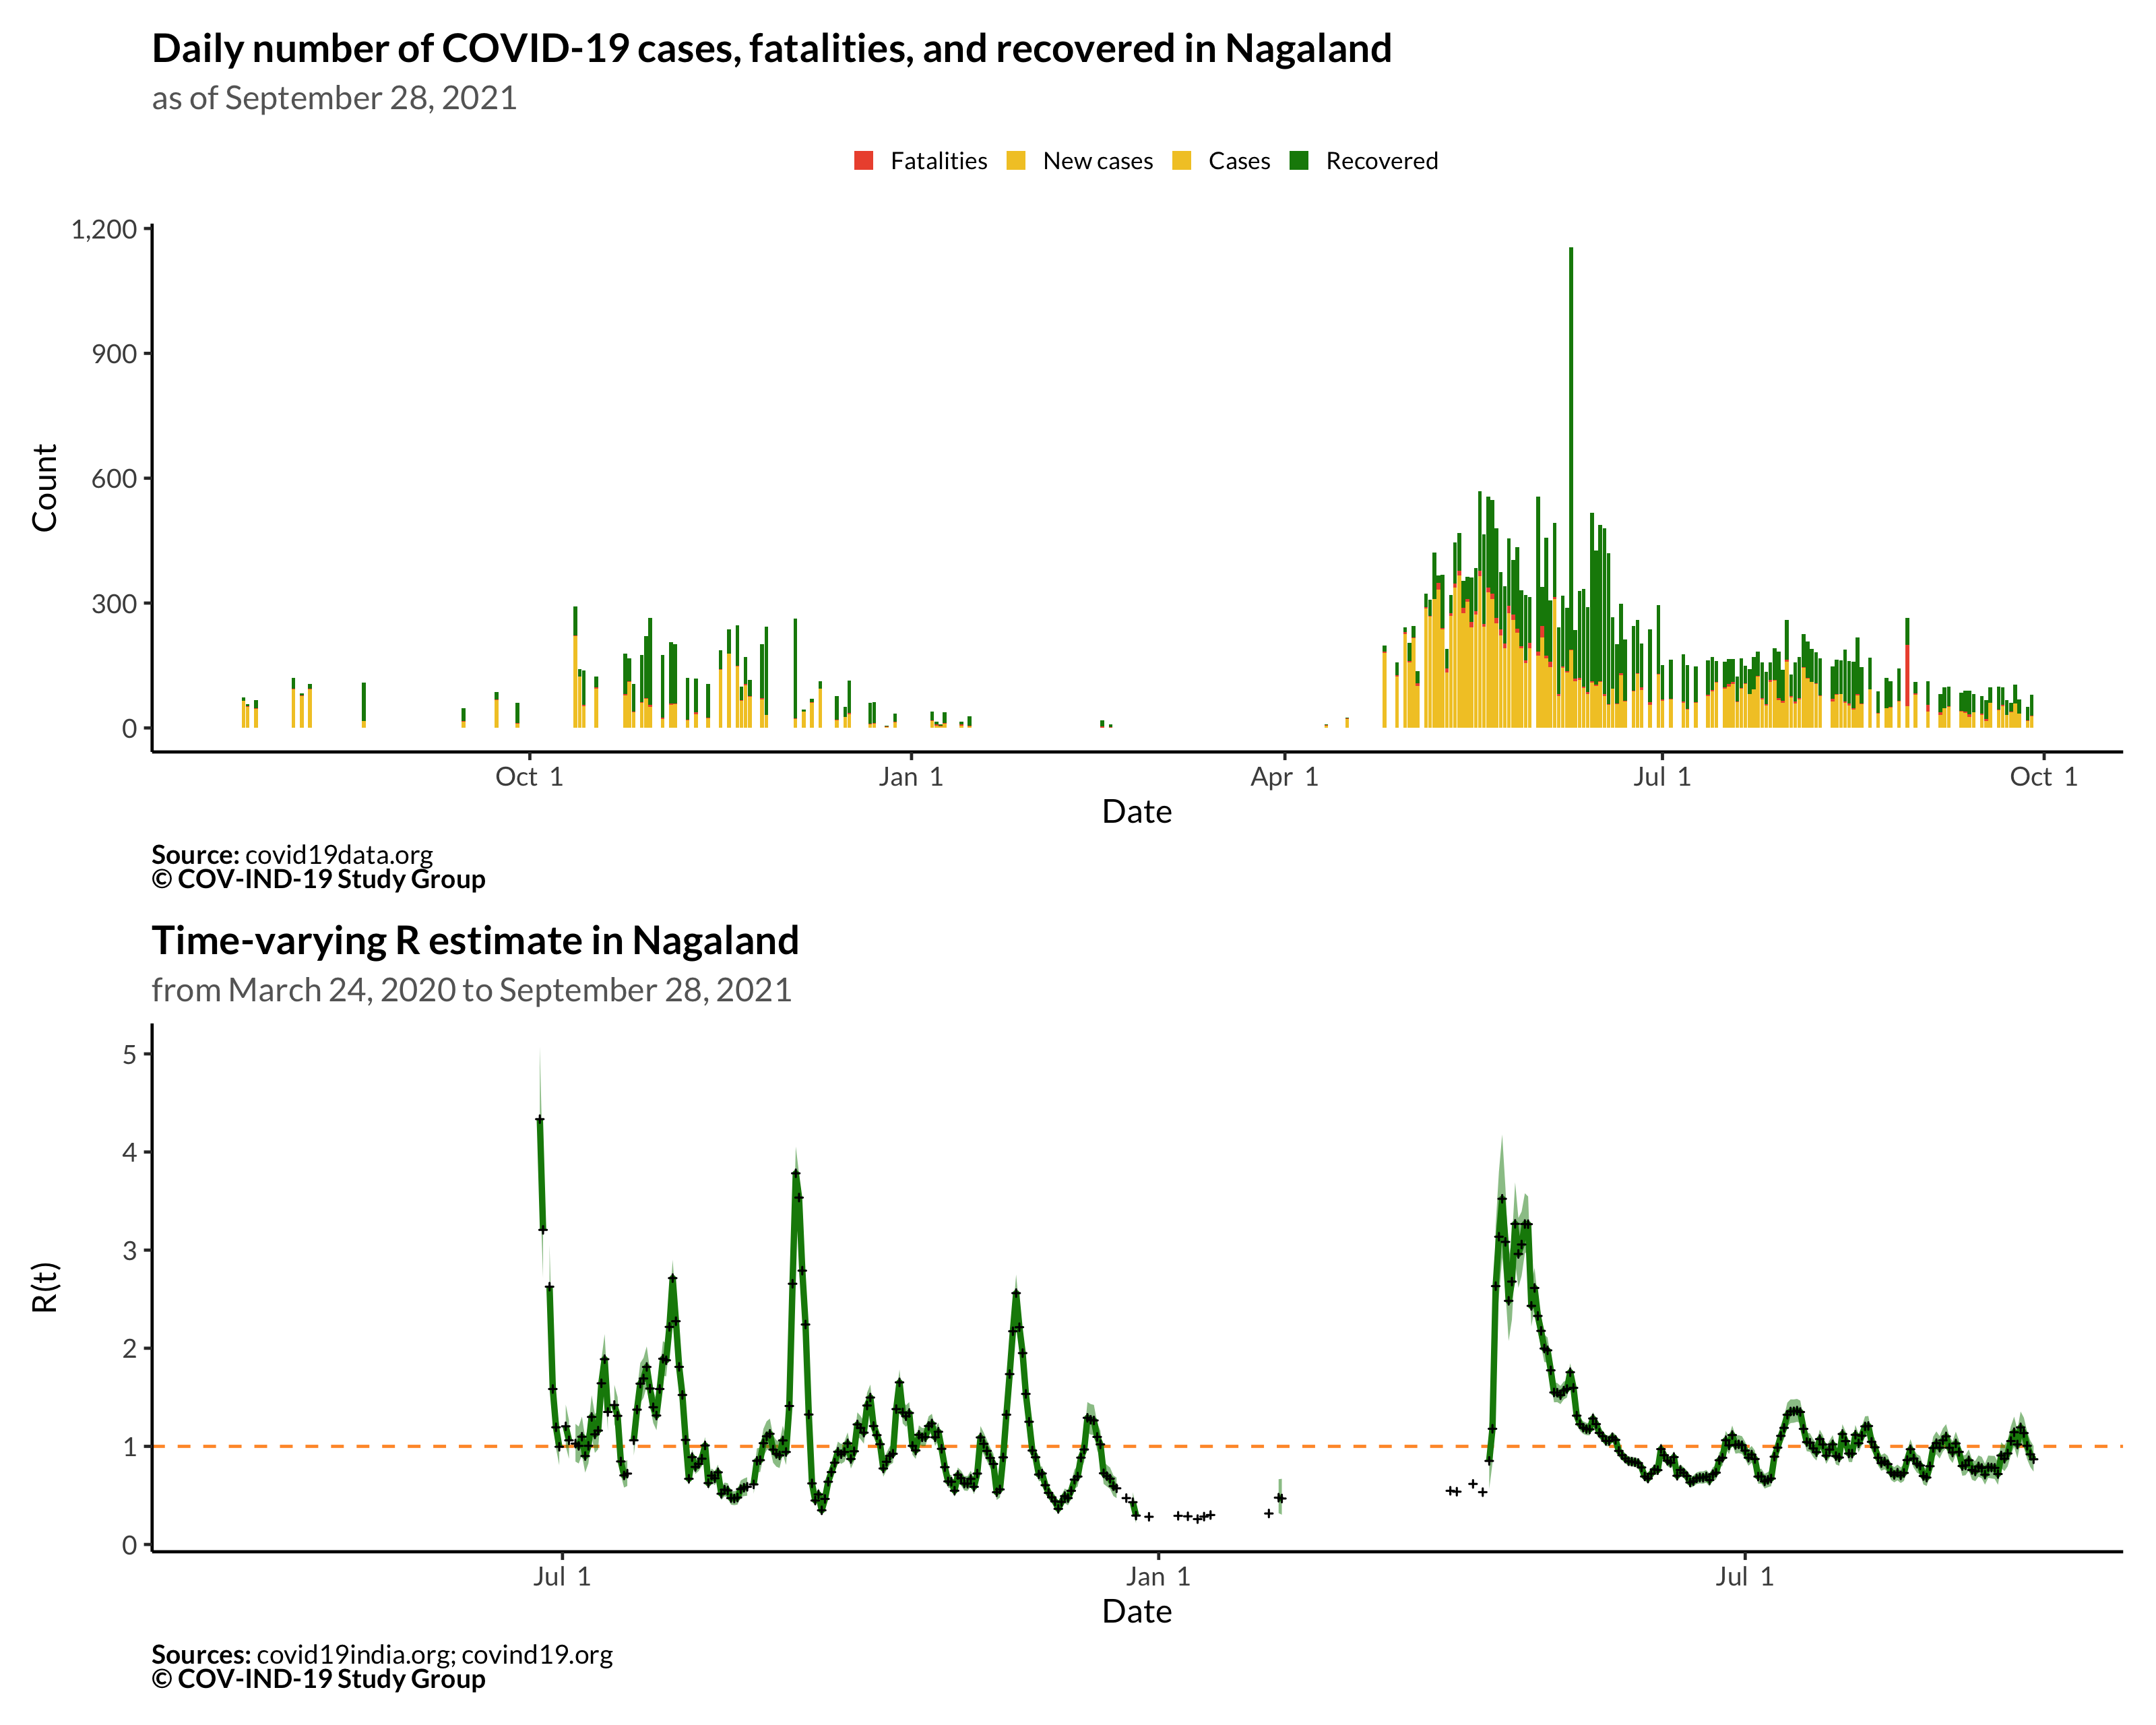 Daily number of COVID-19 cases, fatalities, and recovered in Nagaland
as of September 28, 2021
Fatalities New cases Cases Recovered
1,200
900
600
300
0
Count
Oct 1 Jan 1 Apr 1 Jul 1 Oct 1
Date
Source: covid19data.org
© COV-IND-19 Study Group
Time-varying R estimate in Nagaland
from March 24, 2020 to September 28, 2021
5
4
3
2
1
0
R(t)
Jul 1 Jan 1 Jul 1
Date
Sources: covid19india.org; covind19.org
© COV-IND-19 Study Group